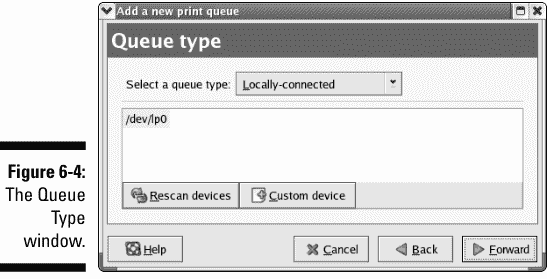 Add a new print queue
Queue type
Select a queue type: Locally-connected
/dev/lp0
Rescan devices Custom device
Help Cancel Back Forward
Figure 6-4:
The Queue
Type
window.